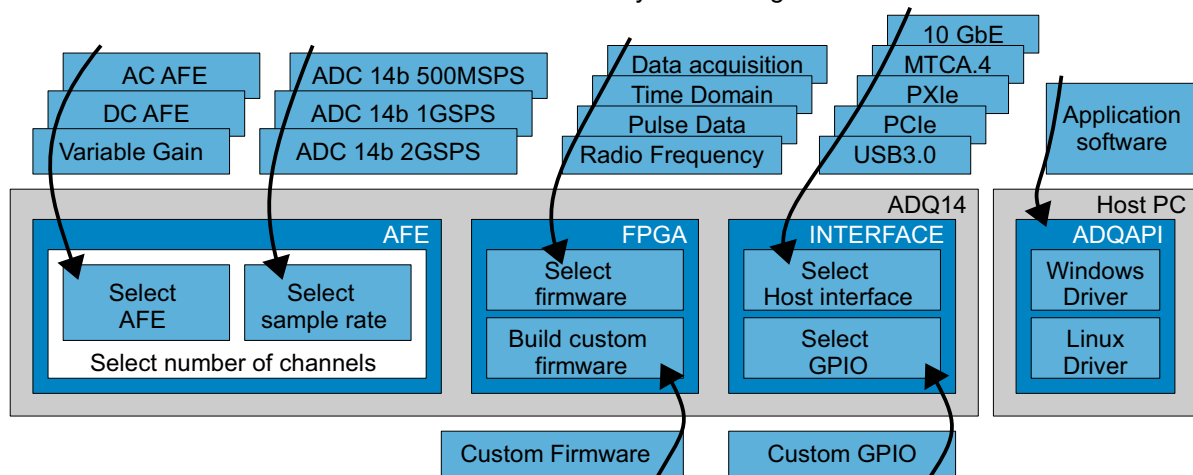 10 GbE
AC AFE
ADC 14b 500MSPS
Data acquisition
MTCA.4
DC AFE
ADC 14b 1GSPS
Time Domain
PXIe
Application
software
Pulse Data
PCIe
Variable Gain
ADC 14b 2GSPS
Radio Frequency
USB3.0
ADQ14
Host PC
AFE
FPGA
INTERFACE
ADQAPI
Select
AFE
Select
sample rate
Select number of channels
Select
firmware
Build custom
firmware
Select
Host interface
Select
GPIO
Windows
Driver
Linux
Driver
Custom Firmware
Custom GPIO